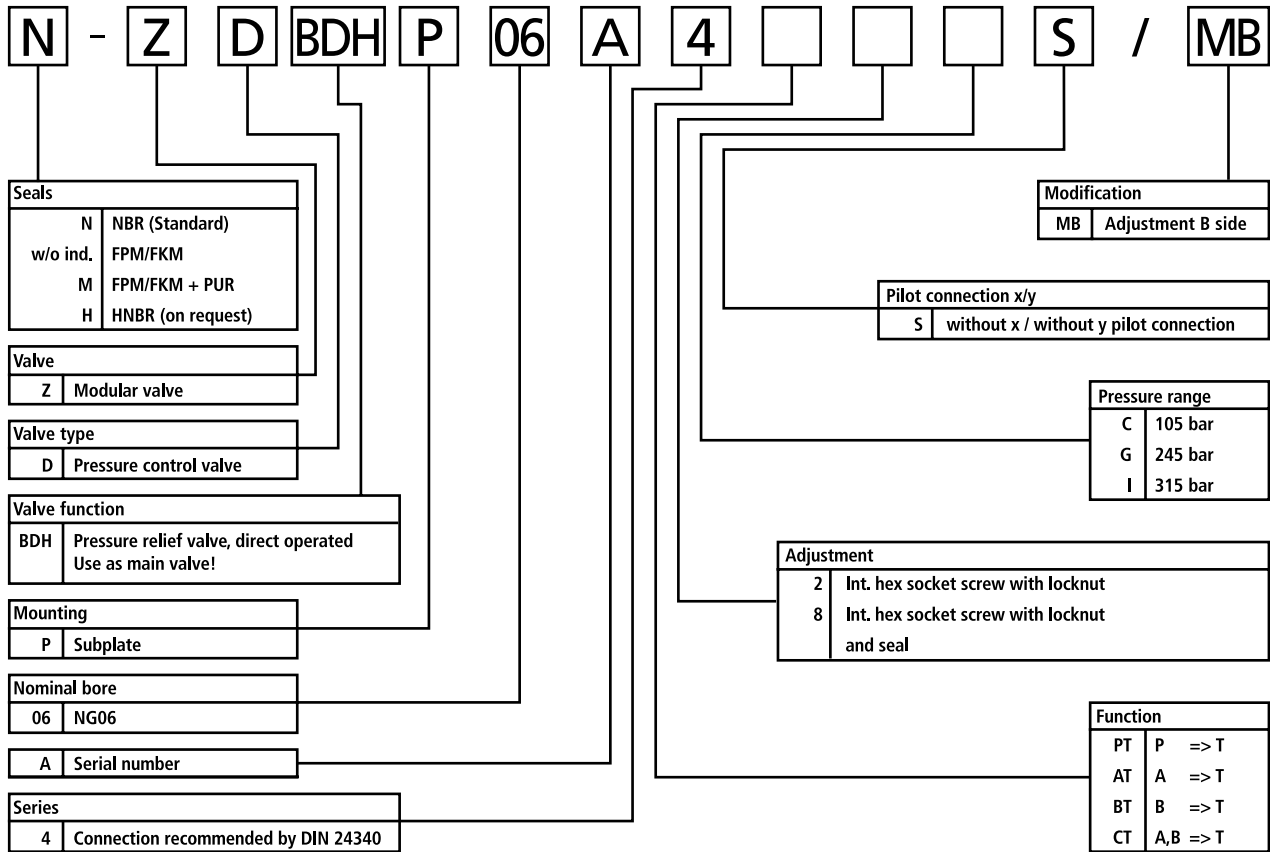 N - Z D BDH P 06 A 4 S / MB
Seals
N NBR (Standard)
w/o ind. FPM/FKM
M FPM/FKM + PUR
H HNBR (on request)
Valve
Z Modular valve
Valve type
D Pressure control valve
Valve function
BDH Pressure relief valve, direct operated
Use as main valve!
Mounting
P Subplate
Nominal bore
06 NG06
A Serial number
Series
4 Connection recommended by DIN 24340
Modification
MB Adjustment B side
Pilot connection x/y
S without x / without y pilot connection
Pressure range
C 105 bar
G 245 bar
I 315 bar
Adjustment
2 Int. hex socket screw with locknut
8 Int. hex socket screw with locknut
and seal
Function
PT P => T
AT A => T
BT B => T
CT A,B => T